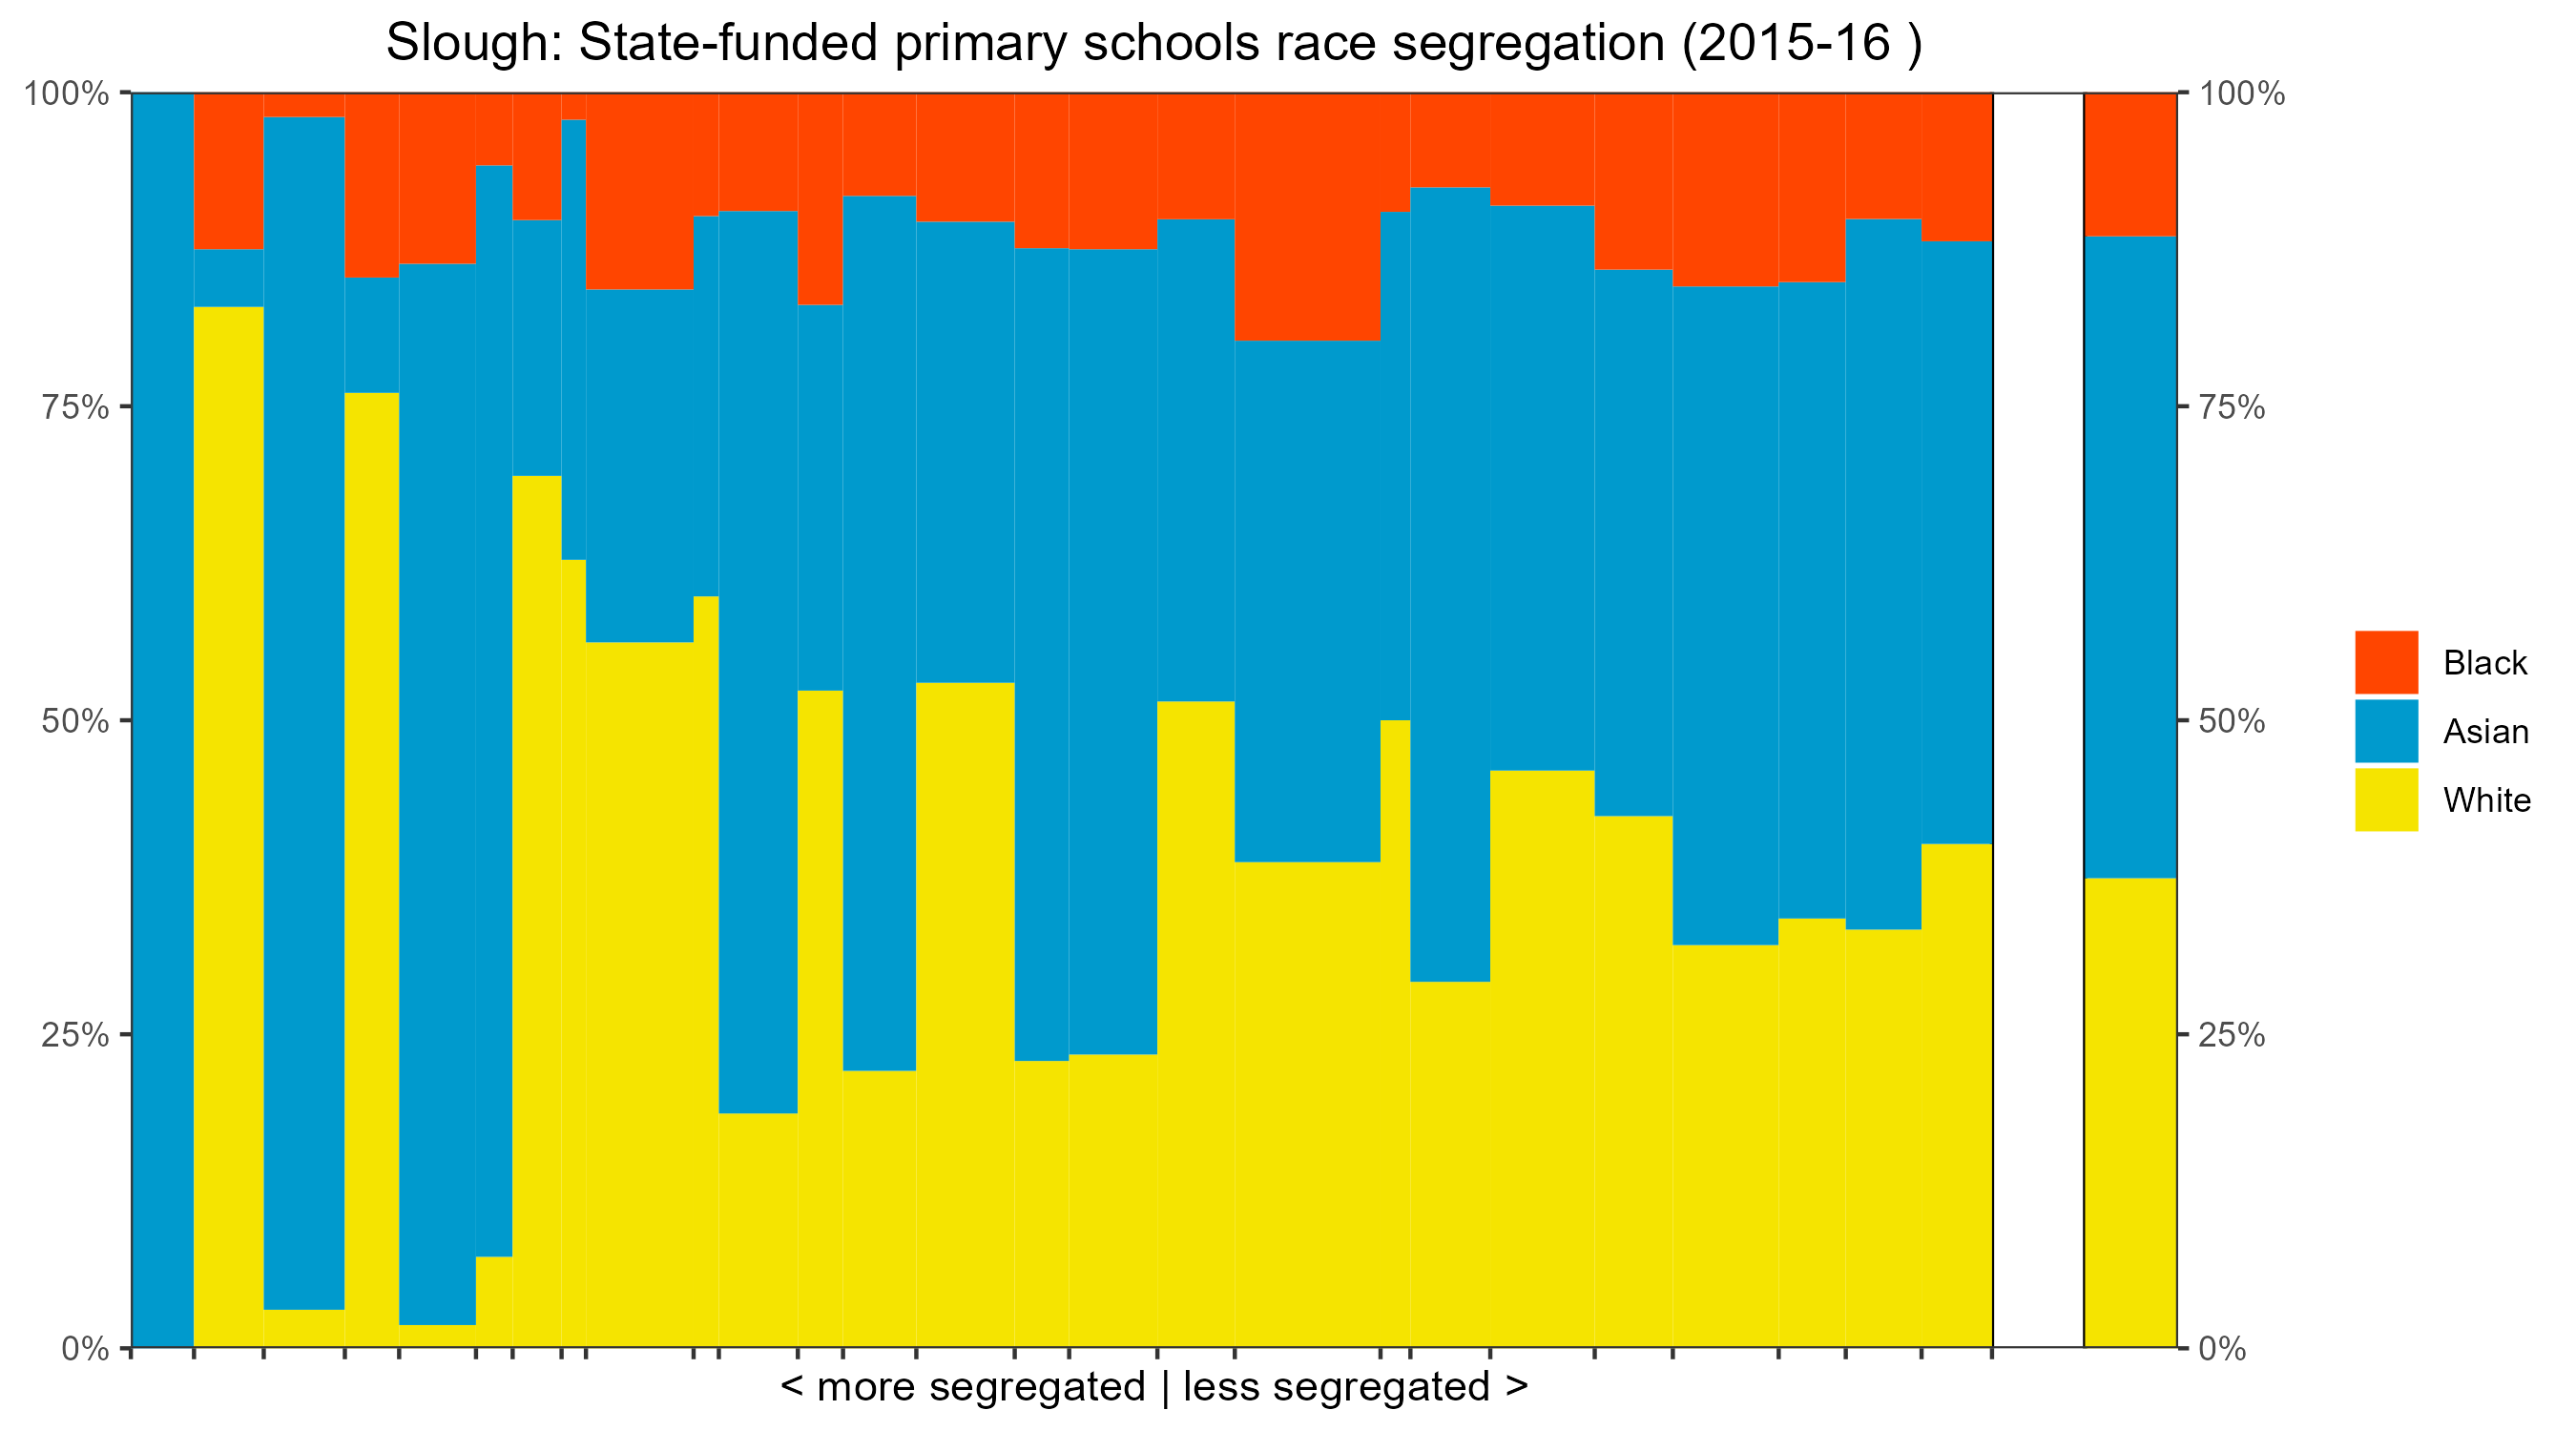 Slough: State-funded primary schools race segregation (2015-16 )
100%
100%
75%
75%
50%
50%
25%
25%
0%
0%
Black
Asian
White
< more segregated | less segregated >